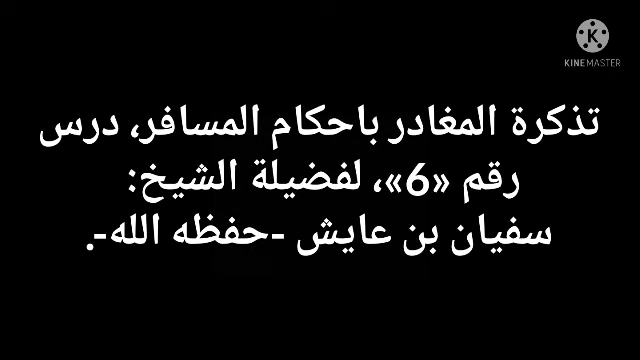 KINEMASTER
تذكرة المغادر باحكام المسافر، درس
رقم «6»، لفضيلة الشيخ:
سفيان بن عايش -حفظه الله-.